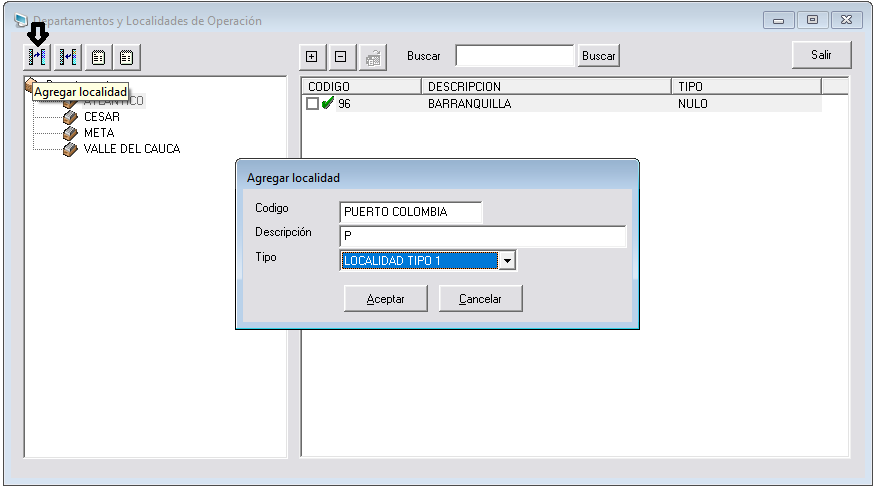 Departamentos y Localidades de Operación
Buscar
Buscar
Salir
Agregar localidad
ATLANTICO
CESAR
META
VALLE DEL CAUCA
CODIGO DESCRIPCION TIPO
96 BARRANQUILLA NULO
Agregar localidad
Codigo PUERTO COLOMBIA
Descripción P
Tipo LOCALIDAD TIPO 1
Aceptar Cancelar